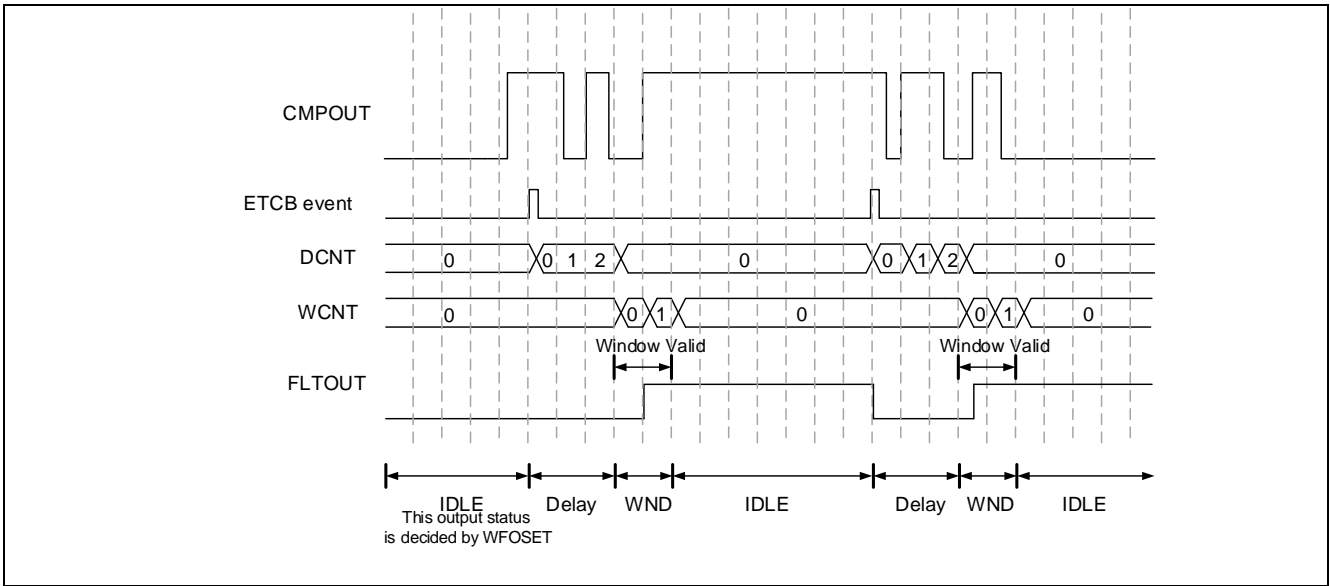 CMPOUT
ETCB event
DCNT 0 0 1 2 0 0 1 2 0
WCNT 0 0 1 0 0 1 0
Window Valid Window Valid
FLTOUT
IDLE Delay WND IDLE Delay WND IDLE
This output status
is decided by WFOSET